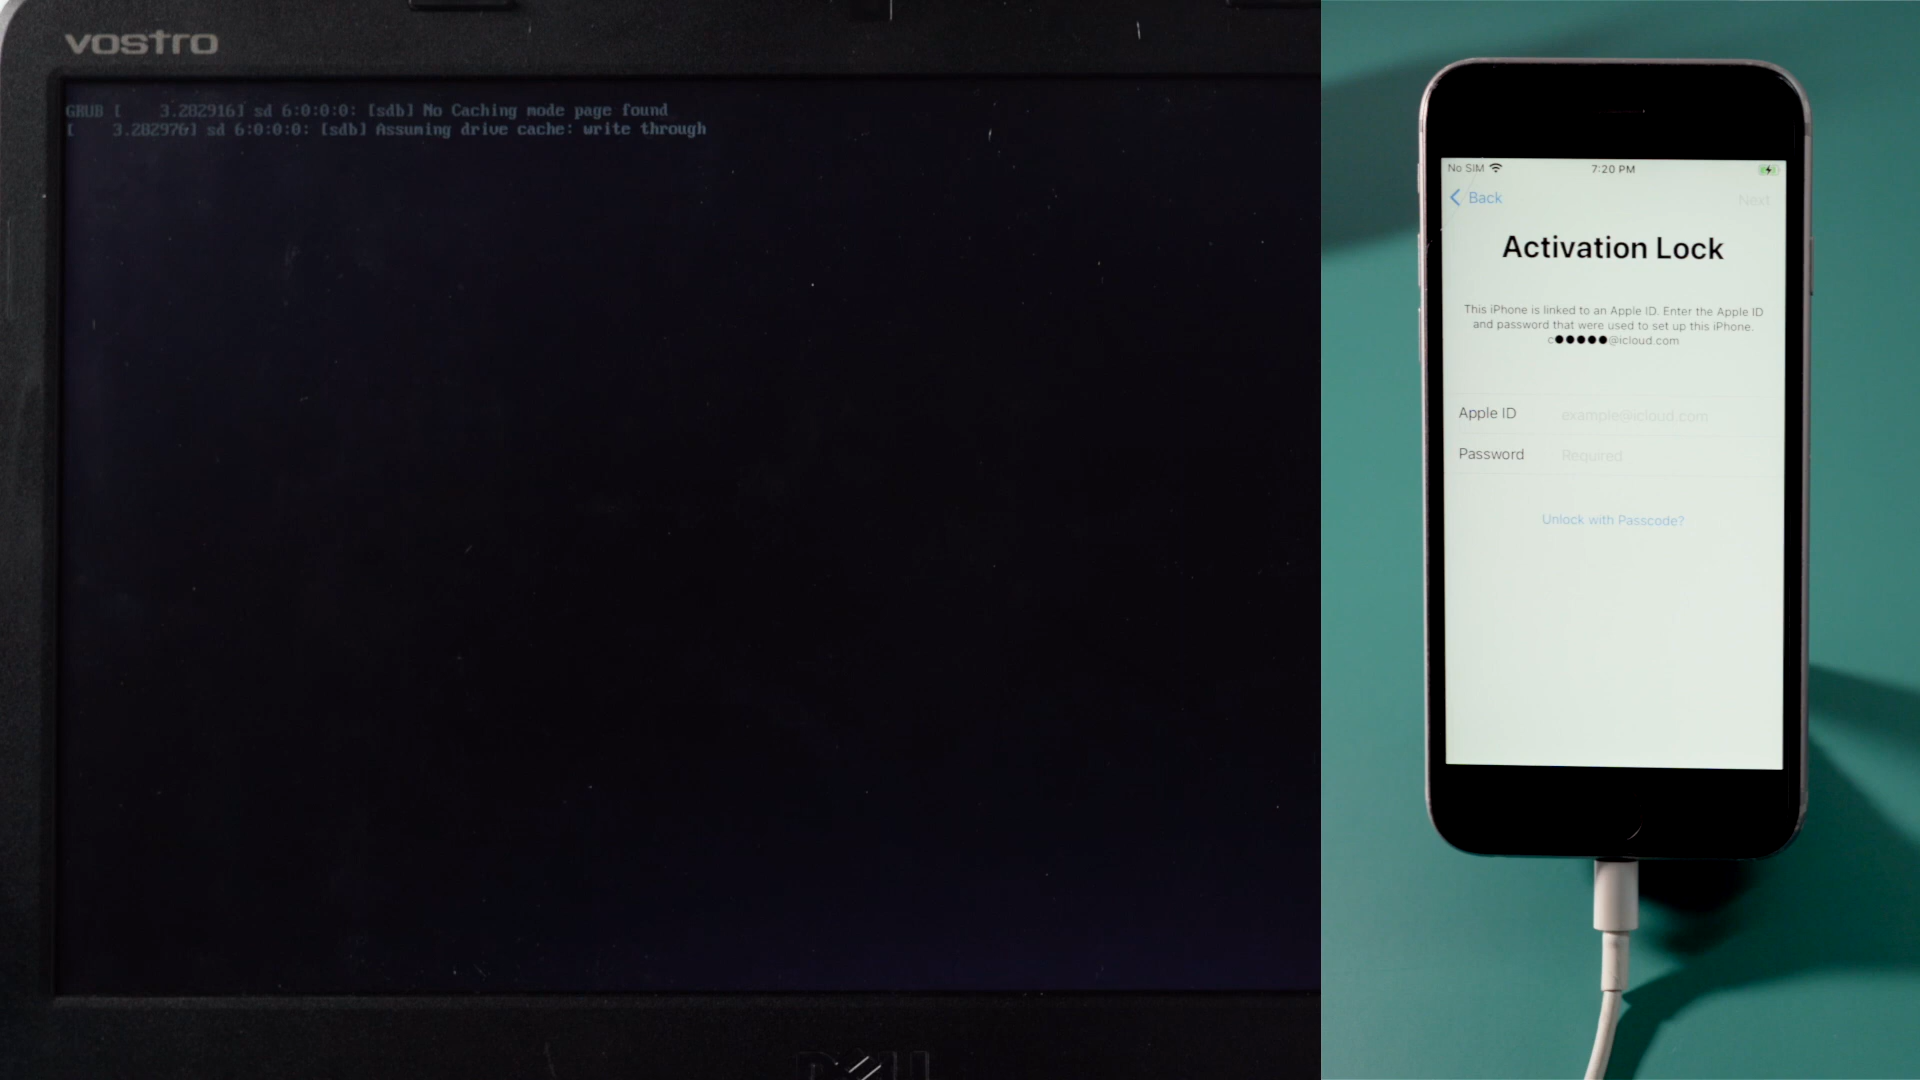 vostro
GRUB [    3.282916] sd 6:0:0:0: [sdb] No Caching mode page found
[    3.282976] sd 6:0:0:0: [sdb] Assuming drive cache: write through
DELL
No SIM
7:20 PM
Back
Next
Activation Lock
This iPhone is linked to an Apple ID. Enter the Apple ID
and password that were used to set up this iPhone.
c●●●●●@icloud.com
Apple ID example@icloud.com
Password Required
Unlock with Passcode?